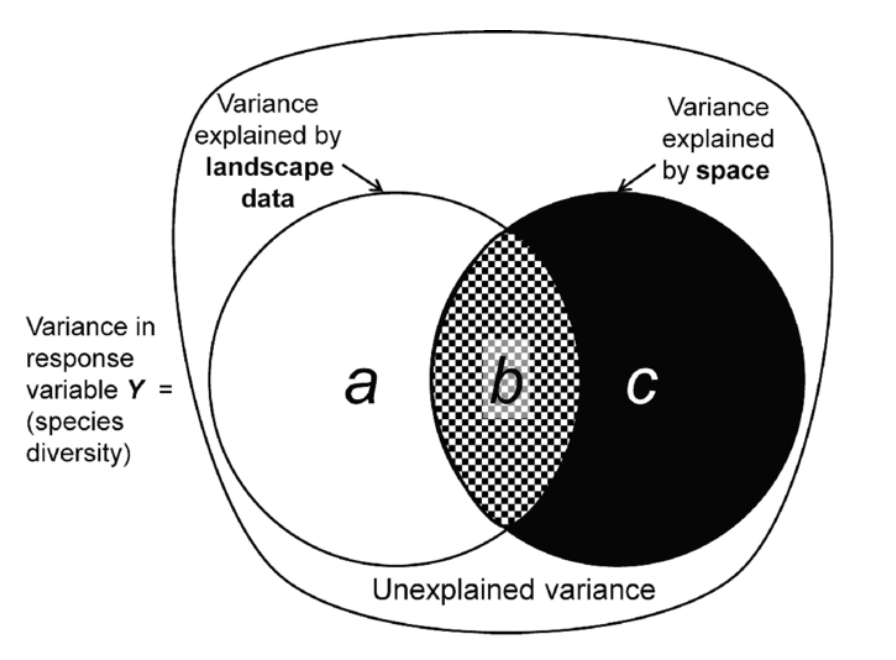 Variance
explained by
landscape
data
Variance
explained
by space
Variance in
response
variable Y =
(species
diversity)
a
b
c
Unexplained variance